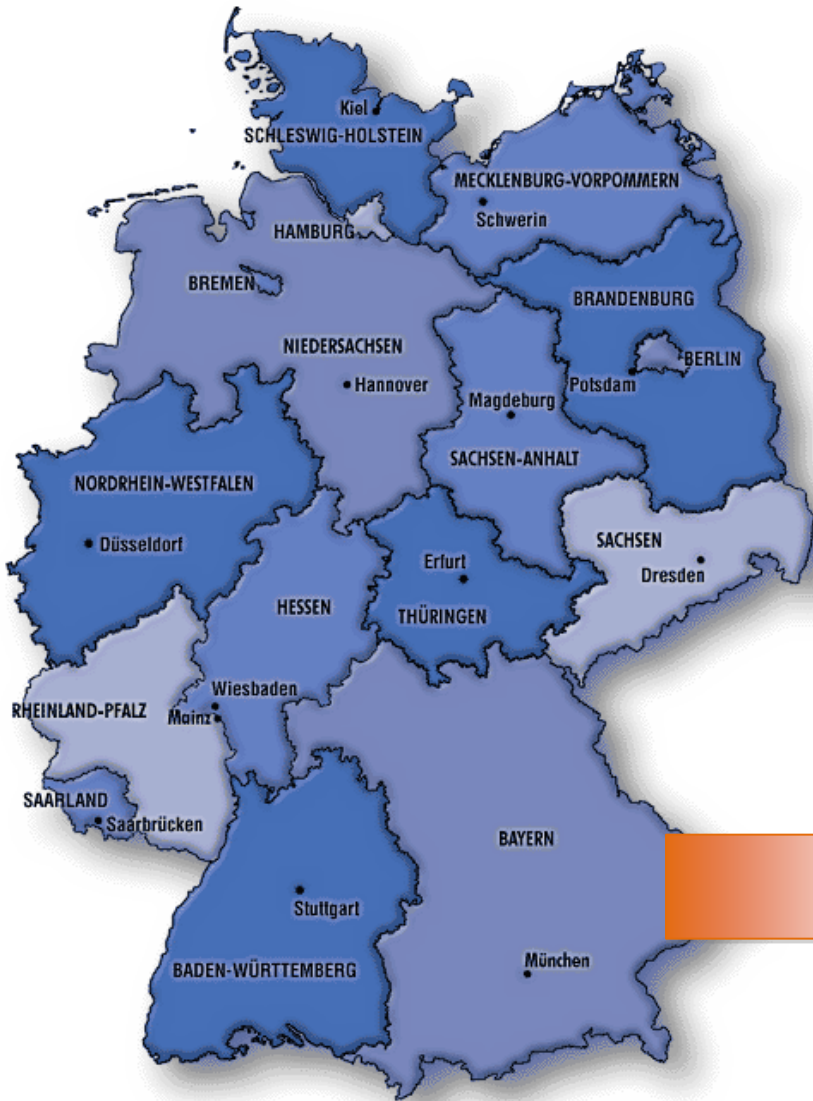 Kiel
SCHLESWIG-HOLSTEIN
MECKLENBURG-VORPOMMERN
Schwerin
HAMBURG
BREMEN
BRANDENBURG
NIEDERSACHSEN
BERLIN
Hannover
Potsdam
Magdeburg
SACHSEN-ANHALT
NORDRHEIN-WESTFALEN
Düsseldorf
SACHSEN
Erfurt
Dresden
HESSEN
THÜRINGEN
Wiesbaden
RHEINLAND-PFALZ
Mainz
SAARLAND
Saarbrücken
BAYERN
Stuttgart
München
BADEN-WÜRTTEMBERG